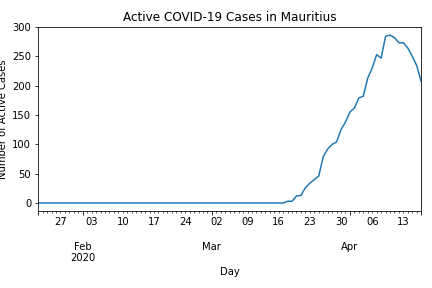 Active COVID-19 Cases in Mauritius
Number of Active Cases
300
250
200
150
100
50
0
27 03 10 17 24 02 09 16 23 30 06 13
Feb Mar Apr
2020
Day